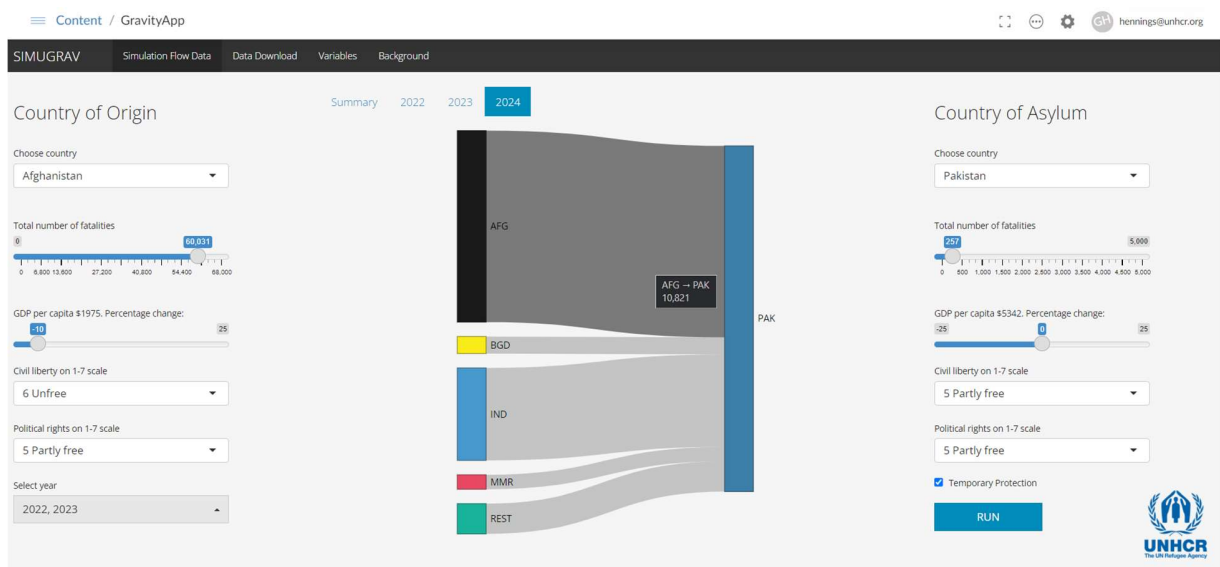 Content / GravityApp
GH hennings@unhcr.org
SIMUGRAV Simulation Flow Data Data Download Variables Background
Country of Origin
Choose country
Afghanistan
Total number of fatalities
0 60,031
0 6,800 13,600 27,200 40,800 54,400 68,000
GDP per capita $1975. Percentage change:
-10 25
Civil liberty on 1-7 scale
6 Unfree
Political rights on 1-7 scale
5 Partly free
Select year
2022, 2023
Summary 2022 2023 2024
AFG
AFG → PAK
10,821
PAK
BGD
IND
MMR
REST
Country of Asylum
Choose country
Pakistan
Total number of fatalities
257 5,000
0 500 1,000 1,500 2,000 2,500 3,000 3,500 4,000 4,500 5,000
GDP per capita $5342. Percentage change:
-25 0 25
Civil liberty on 1-7 scale
5 Partly free
Political rights on 1-7 scale
5 Partly free
Temporary Protection
RUN
UNHCR
The UN Refugee Agency